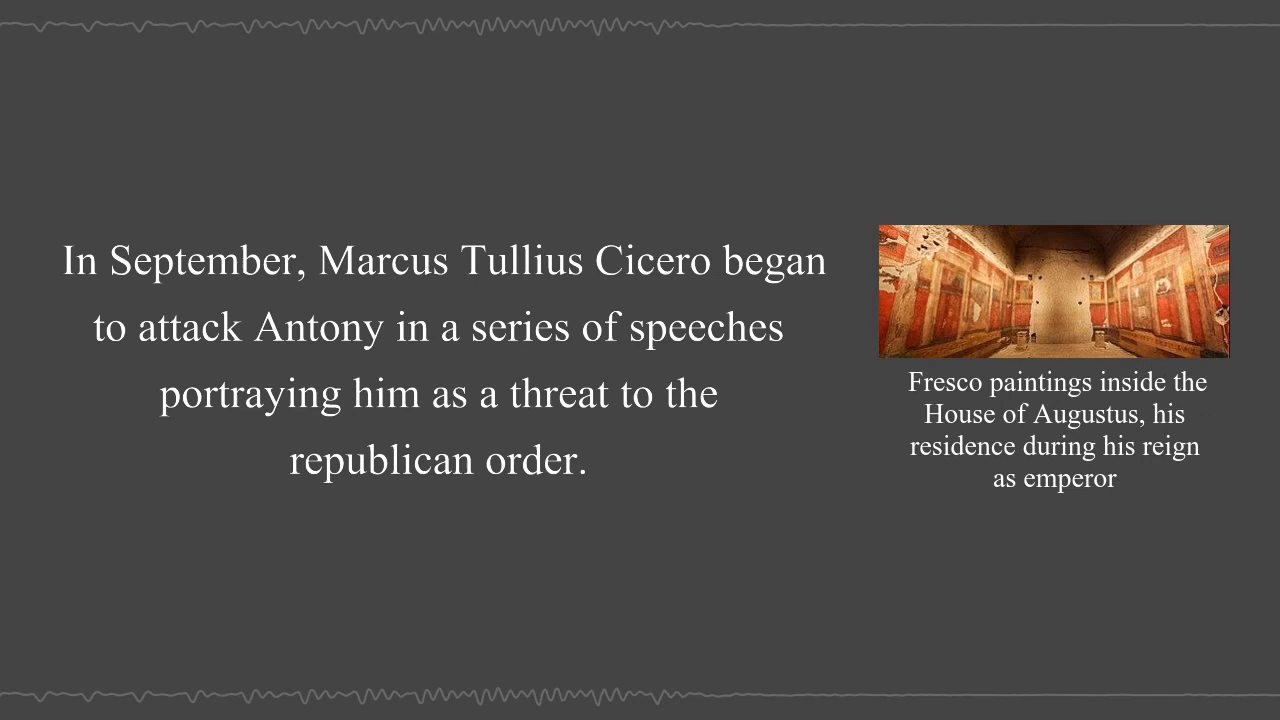 In September, Marcus Tullius Cicero began
to attack Antony in a series of speeches
portraying him as a threat to the
republican order.
Fresco paintings inside the
House of Augustus, his
residence during his reign
as emperor